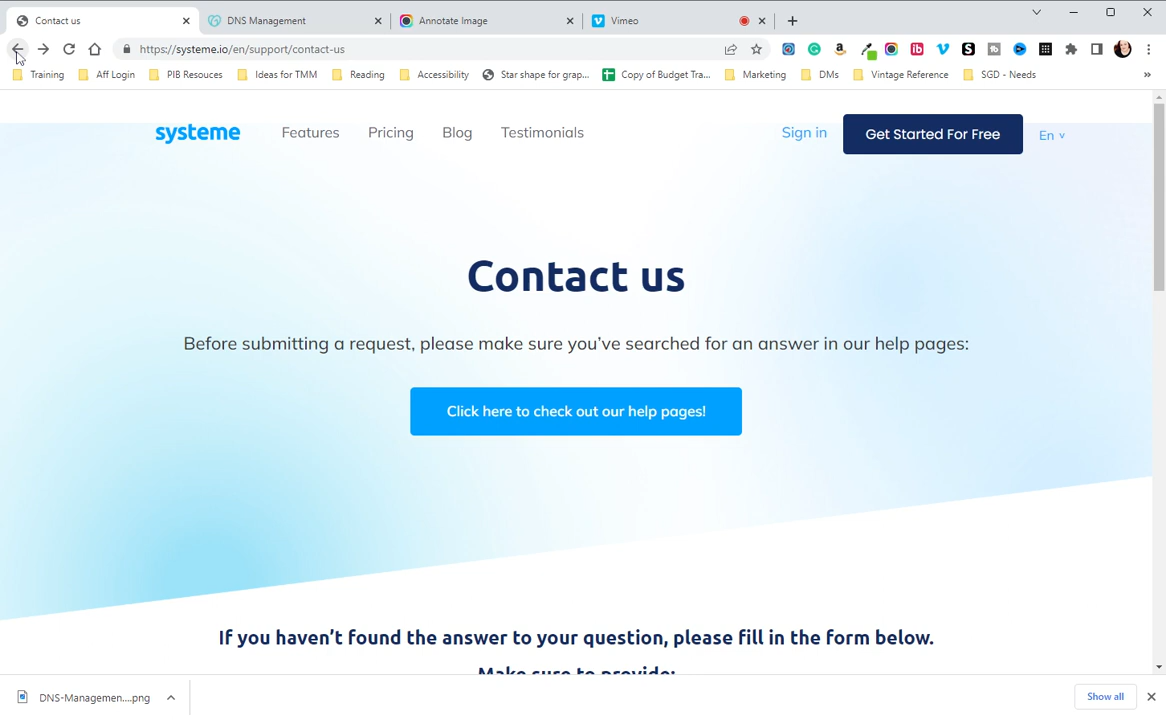 Contact us
DNS Management
Annotate Image
Vimeo
https://systeme.io/en/support/contact-us
Training
Aff Login
PIB Resouces
Ideas for TMM
Reading
Accessibility
Star shape for grap...
Copy of Budget Tra...
Marketing
DMs
Vintage Reference
SGD - Needs
systeme
Features
Pricing
Blog
Testimonials
Sign in
Get Started For Free
En
Contact us
Before submitting a request, please make sure you've searched for an answer in our help pages:
Click here to check out our help pages!
If you haven't found the answer to your question, please fill in the form below.
Make sure to provide:
DNS-Managemen....png
Show all